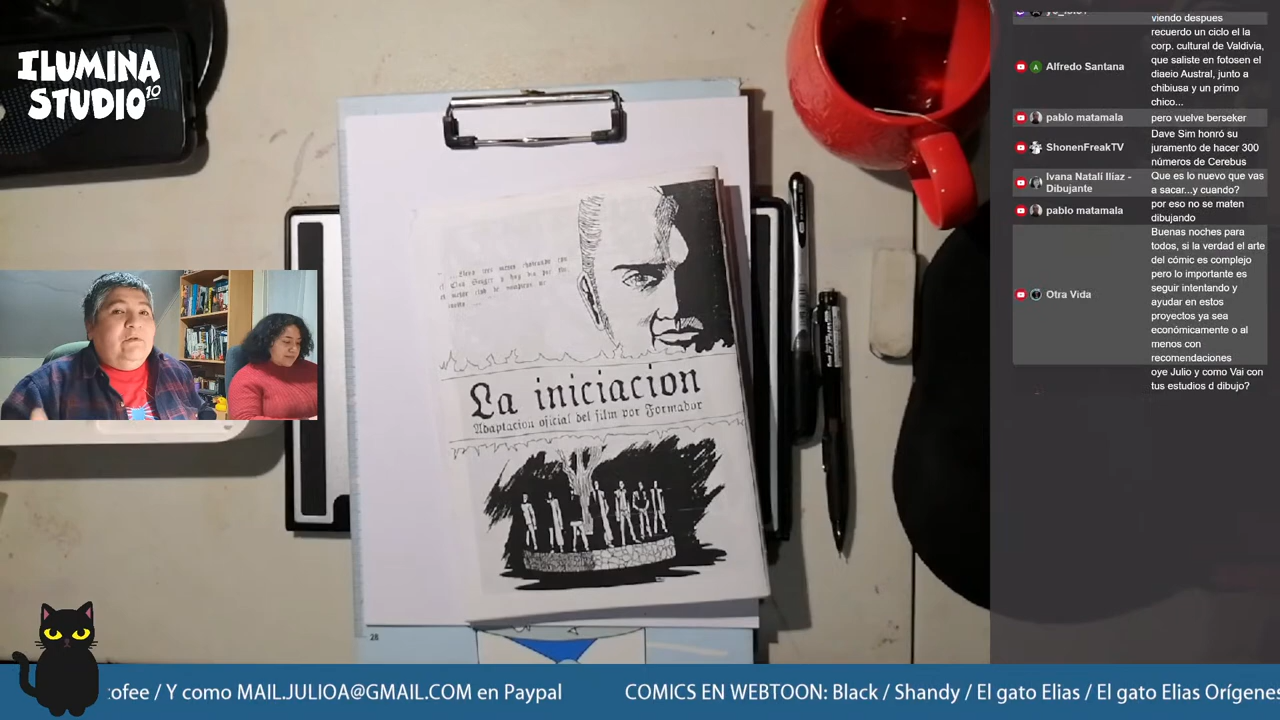 ILUMINA
STUDIO 10
viendo despues
recuerdo un ciclo el la
corp. cultural de Valdivia,
que saliste en fotosen el
diaeio Austral, junto a
chibiusa y un primo
chico...
Alfredo Santana
pablo matamala
pero vuelve berseker
ShonenFreakTV
Dave Sim honró su
juramento de hacer 300
números de Cerebus
Ivana Natalí Ilíaz -
Dibujante
Que es lo nuevo que vas
a sacar...y cuando?
pablo matamala
por eso no se maten
dibujando
Otra Vida
Buenas noches para
todos, si la verdad el arte
del cómic es complejo
pero lo importante es
seguir intentando y
ayudar en estos
proyectos ya sea
económicamente o al
menos con
recomendaciones
oye Julio y como Vai con
tus estudios d dibujo?
La iniciacion
Adaptacion oficial del film por Formador
28
cofee / Y como MAIL.JULIOA@GMAIL.COM en Paypal
COMICS EN WEBTOON: Black / Shandy / El gato Elias / El gato Elias Orígenes